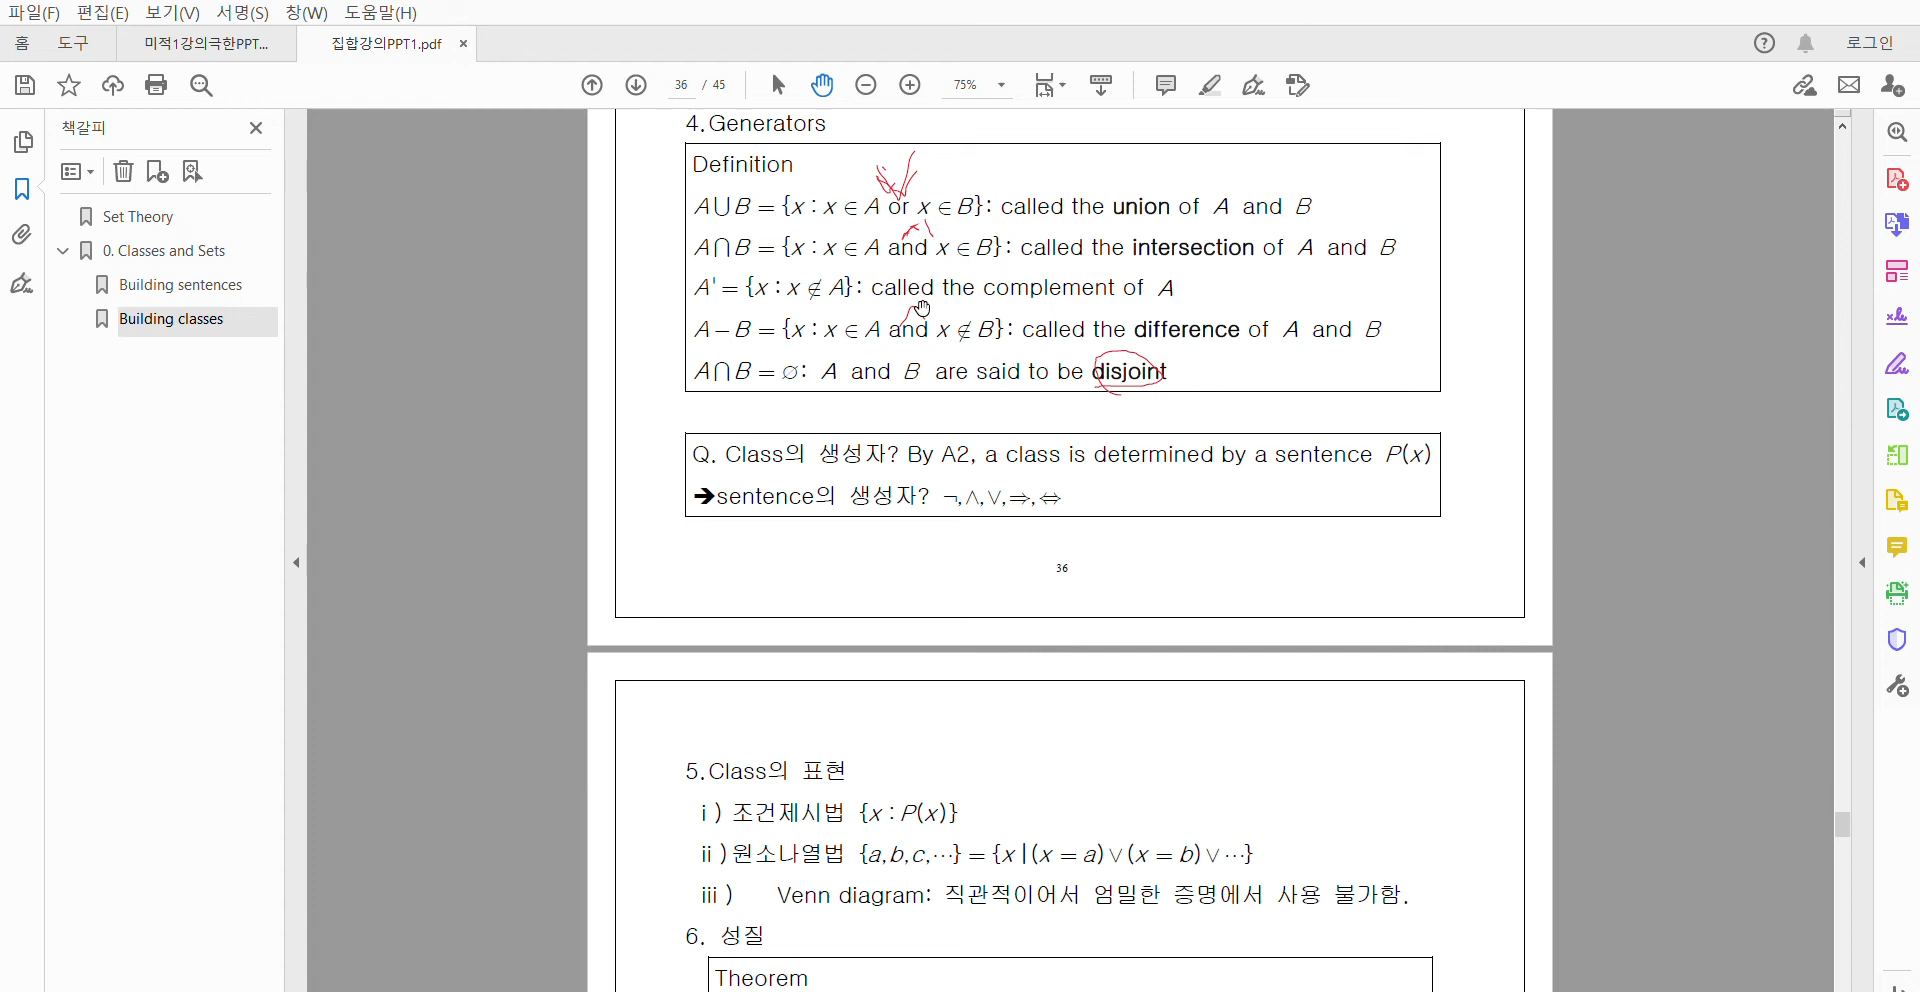 파일(F) 편집(E) 보기(V) 서명(S) 창(W) 도움말(H)
홈 도구 미적1강의극한PPT... 집합강의PPT1.pdf × 로그인
36 / 45 75%
책갈피
Set Theory
0. Classes and Sets
Building sentences
Building classes
4.Generators
Definition
A⋃B = {x : x ∈ A or x ∈ B}: called the union of A and B
A⋂B = {x : x ∈ A and x ∈ B}: called the intersection of A and B
A' = {x : x ∉ A}: called the complement of A
A − B = {x : x ∈ A and x ∉ B}: called the difference of A and B
A⋂B = ∅: A and B are said to be disjoint
Q. Class의 생성자? By A2, a class is determined by a sentence P(x)
➔sentence의 생성자? ¬,∧,∨,⇒,⇔
36
5.Class의 표현
ⅰ) 조건제시법 {x : P(x)}
ⅱ)원소나열법 {a,b,c,⋯} = {x | (x = a)∨(x = b)∨⋯}
ⅲ) Venn diagram: 직관적이어서 엄밀한 증명에서 사용 불가함.
6. 성질
Theorem